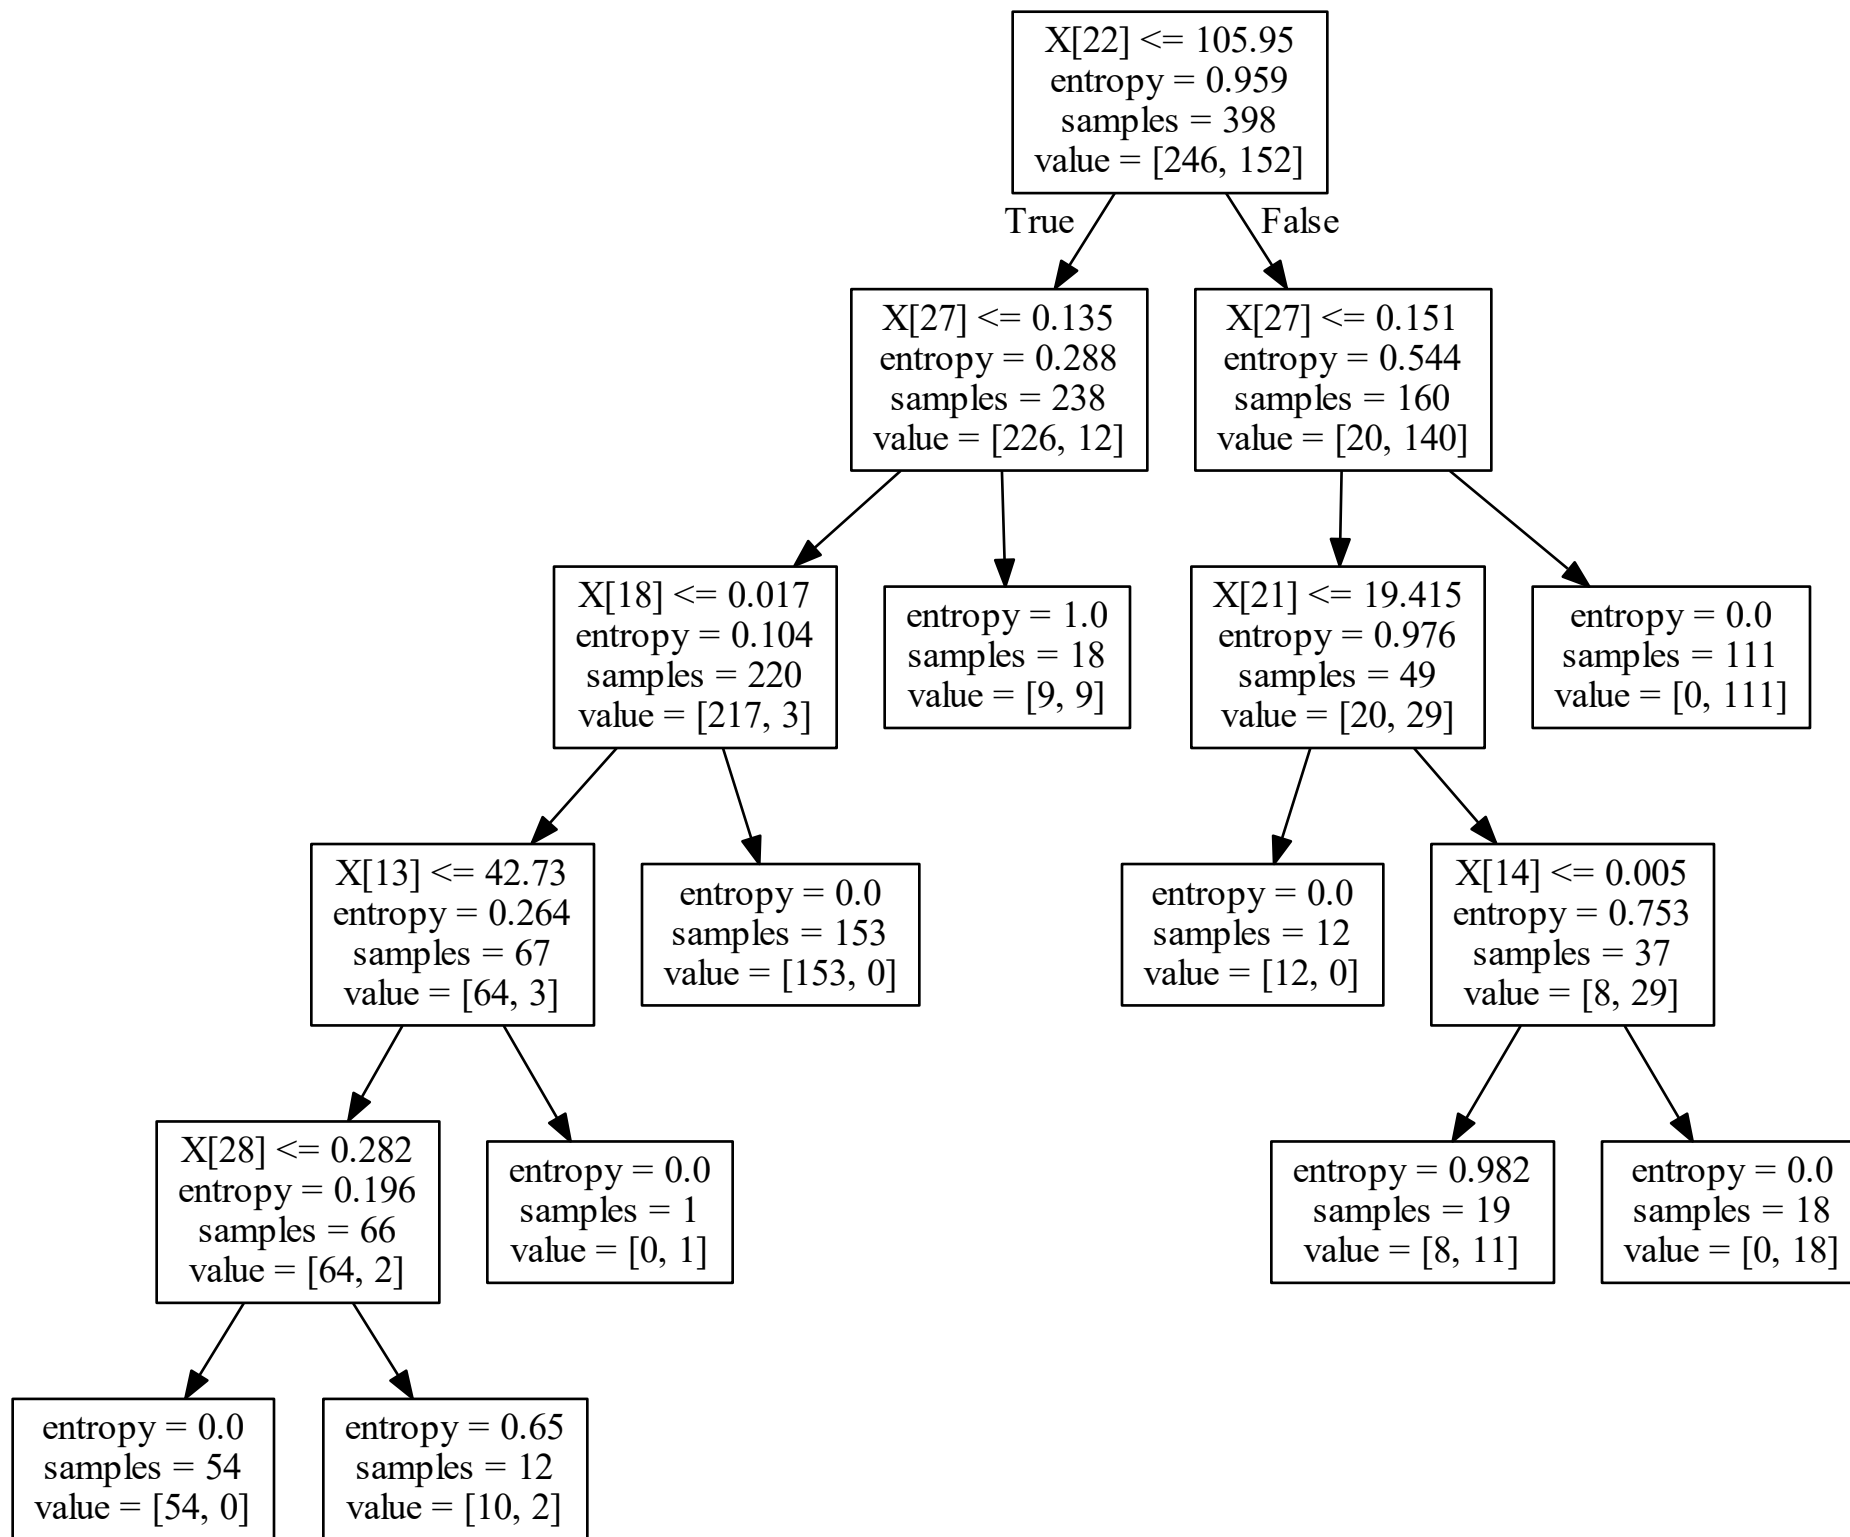 X[22] <= 105.95
entropy = 0.959
samples = 398
value = [246, 152]
True
False
X[27] <= 0.135
entropy = 0.288
samples = 238
value = [226, 12]
X[27] <= 0.151
entropy = 0.544
samples = 160
value = [20, 140]
X[18] <= 0.017
entropy = 0.104
samples = 220
value = [217, 3]
entropy = 1.0
samples = 18
value = [9, 9]
X[21] <= 19.415
entropy = 0.976
samples = 49
value = [20, 29]
entropy = 0.0
samples = 111
value = [0, 111]
X[13] <= 42.73
entropy = 0.264
samples = 67
value = [64, 3]
entropy = 0.0
samples = 153
value = [153, 0]
entropy = 0.0
samples = 12
value = [12, 0]
X[14] <= 0.005
entropy = 0.753
samples = 37
value = [8, 29]
X[28] <= 0.282
entropy = 0.196
samples = 66
value = [64, 2]
entropy = 0.0
samples = 1
value = [0, 1]
entropy = 0.982
samples = 19
value = [8, 11]
entropy = 0.0
samples = 18
value = [0, 18]
entropy = 0.0
samples = 54
value = [54, 0]
entropy = 0.65
samples = 12
value = [10, 2]